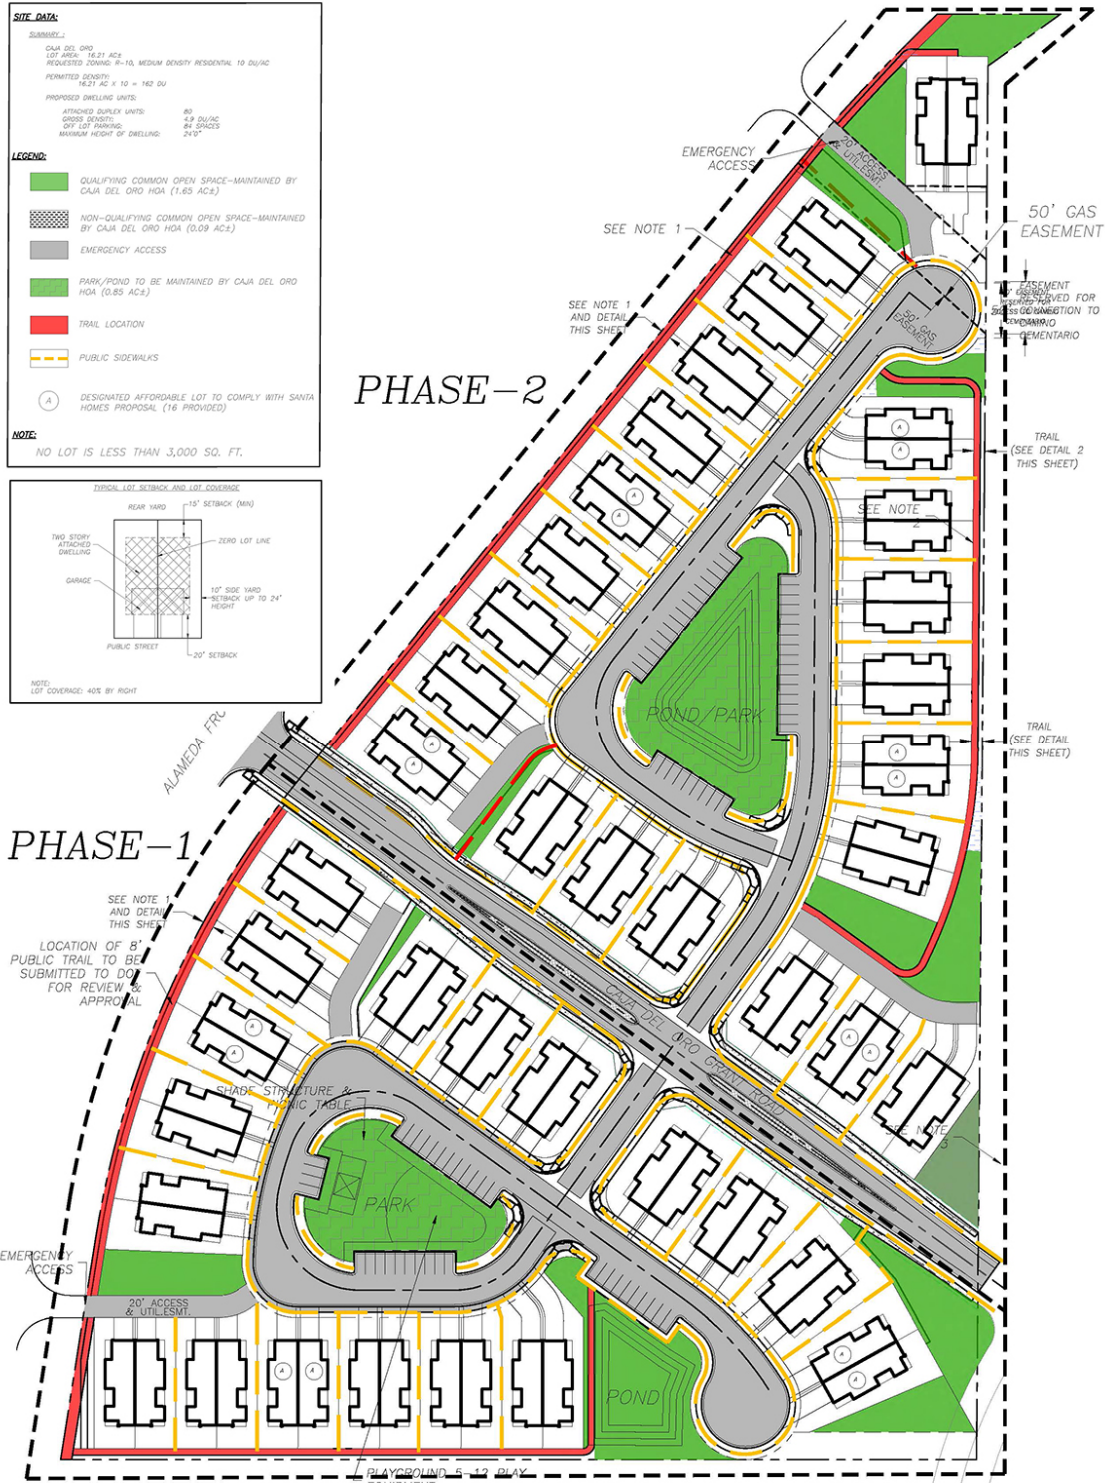 SITE DATA:
SUMMARY:
CAJA DEL ORO
LOT AREA: 16.21 AC±
REQUESTED ZONING: R-10, MEDIUM DENSITY RESIDENTIAL 10 DU/AC
PERMITTED DENSITY:
16.21 AC X 10 = 162 DU
PROPOSED DWELLING UNITS:
ATTACHED DUPLEX UNITS: 80
GROSS DENSITY: 4.9 DU/AC
OFF LOT PARKING: 84 SPACES
MAXIMUM HEIGHT OF DWELLING: 24'0"
LEGEND:
QUALIFYING COMMON OPEN SPACE-MAINTAINED BY
CAJA DEL ORO HOA (1.65 AC±)
NON-QUALIFYING COMMON OPEN SPACE-MAINTAINED
BY CAJA DEL ORO HOA (0.09 AC±)
EMERGENCY ACCESS
PARK/POND TO BE MAINTAINED BY CAJA DEL ORO
HOA (0.85 AC±)
TRAIL LOCATION
PUBLIC SIDEWALKS
A
DESIGNATED AFFORDABLE LOT TO COMPLY WITH SANTA
HOMES PROPOSAL (16 PROVIDED)
NOTE:
NO LOT IS LESS THAN 3,000 SQ. FT.
TYPICAL LOT SETBACK AND LOT COVERAGE
REAR YARD
15' SETBACK (MIN)
TWO STORY
ATTACHED
DWELLING
ZERO LOT LINE
GARAGE
10" SIDE YARD
SETBACK UP TO 24'
HEIGHT
PUBLIC STREET
20' SETBACK
NOTE:
LOT COVERAGE: 40% BY RIGHT
EMERGENCY
ACCESS
20' ACCESS
& UTIL.ESMT.
SEE NOTE 1
50' GAS
EASEMENT
SEE NOTE 1
AND DETAIL
THIS SHEET
50' GAS
EASEMENT
EASEMENT
RESERVED FOR
CONNECTION TO
CAMINO
CEMENTARIO
PHASE-2
A
TRAIL
(SEE DETAIL 2
THIS SHEET)
A
A
A
SEE NOTE
2
POND/PARK
TRAIL
(SEE DETAIL
THIS SHEET)
A
A
A
A
ALAMEDA FRO
PHASE-1
SEE NOTE 1
AND DETAIL
THIS SHEET
LOCATION OF 8'
PUBLIC TRAIL TO BE
SUBMITTED TO DOT
FOR REVIEW &
APPROVAL
CAJA DEL ORO GRANT ROAD
A
A
A
A
SHADE STRUCTURE &
PICNIC TABLE
SEE NOTE
3
PARK
EMERGENCY
ACCESS
20' ACCESS
& UTIL.ESMT.
A
A
A
A
POND
PLAYGROUND 5-12 PLAY